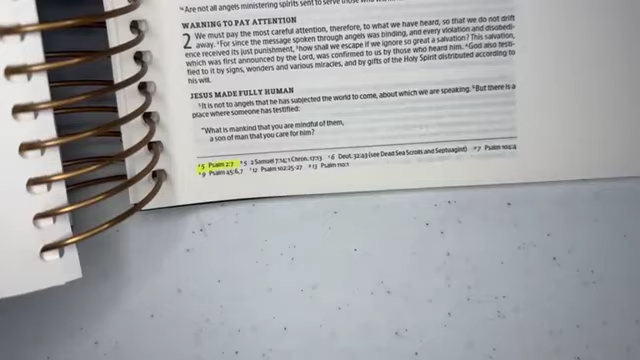 ¹⁴Are not all angels ministering spirits sent to serve those
WARNING TO PAY ATTENTION
2 We must pay the most careful attention, therefore, to what we have heard, so that we do not drift
away. ²For since the message spoken through angels was binding, and every violation and disobedi-
ence received its just punishment, ³how shall we escape if we ignore so great a salvation? This salvation,
which was first announced by the Lord, was confirmed to us by those who heard him. ⁴God also testi-
fied to it by signs, wonders and various miracles, and by gifts of the Holy Spirit distributed according to
his will.
JESUS MADE FULLY HUMAN
⁵It is not to angels that he has subjected the world to come, about which we are speaking. ⁶But there is a
place where someone has testified:
"What is mankind that you are mindful of them,
a son of man that you care for him?
5 Psalm 2:7 5 2 Samuel 7:14; 1 Chron. 17:13 6 Deut. 32:43 (see Dead Sea Scrolls and Septuagint) 7 Psalm 104:4
9 Psalm 45:6,7 12 Psalm 102:25-27 13 Psalm 110:1